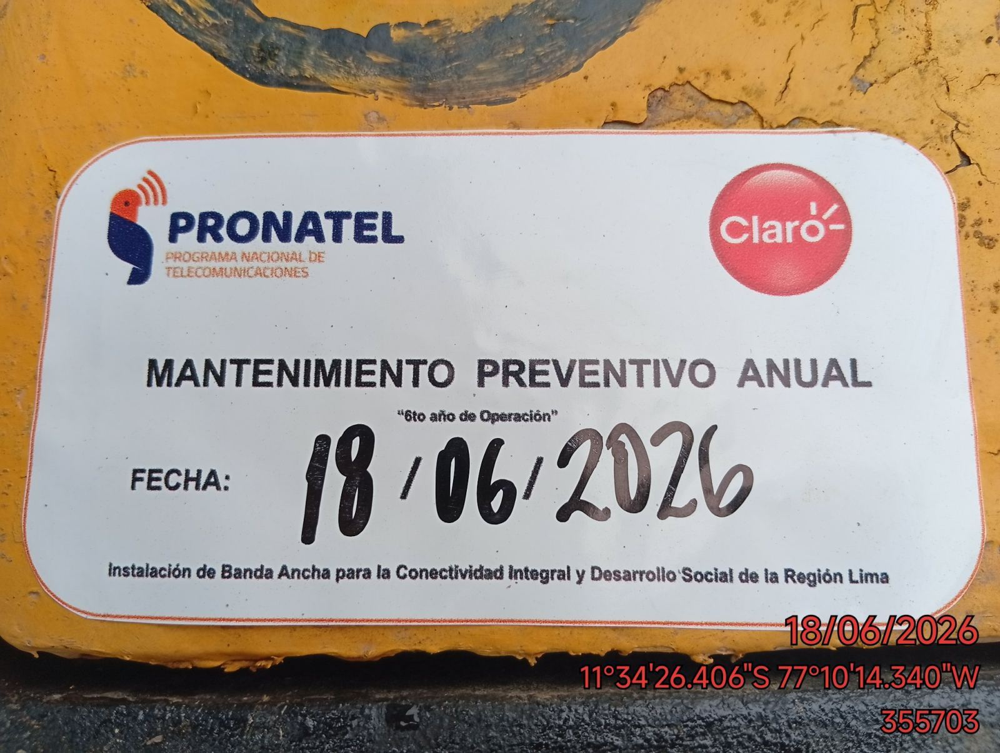 PRONATEL
PROGRAMA NACIONAL DE
TELECOMUNICACIONES
Claro
MANTENIMIENTO PREVENTIVO ANUAL
“6to año de Operación”
FECHA: 18/06/2026
Instalación de Banda Ancha para la Conectividad Integral y Desarrollo Social de la Región Lima
18/06/2026
11°34'26.406"S 77°10'14.340"W
355703